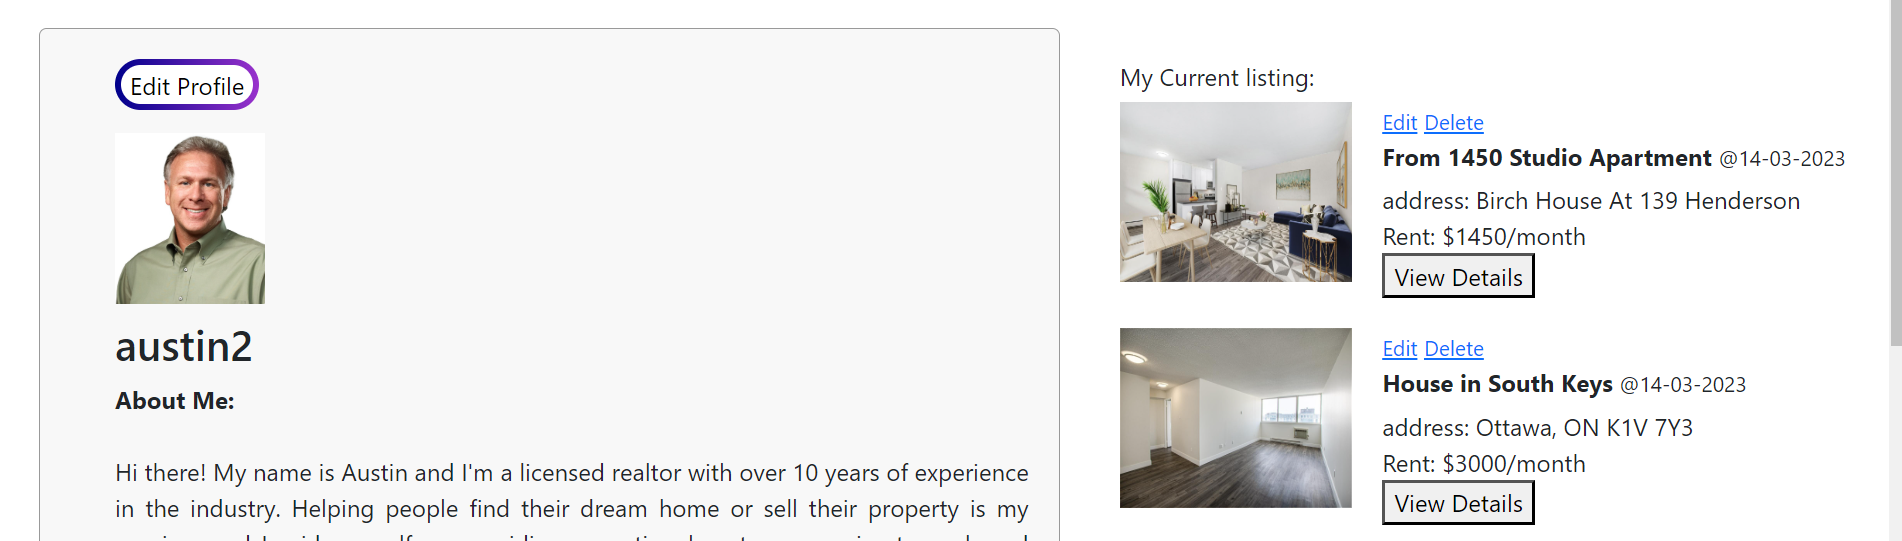 Edit Profile
austin2
About Me:
Hi there! My name is Austin and I'm a licensed realtor with over 10 years of experience
in the industry. Helping people find their dream home or sell their property is my
My Current listing:
Edit Delete
From 1450 Studio Apartment @14-03-2023
address: Birch House At 139 Henderson
Rent: $1450/month
View Details
Edit Delete
House in South Keys @14-03-2023
address: Ottawa, ON K1V 7Y3
Rent: $3000/month
View Details